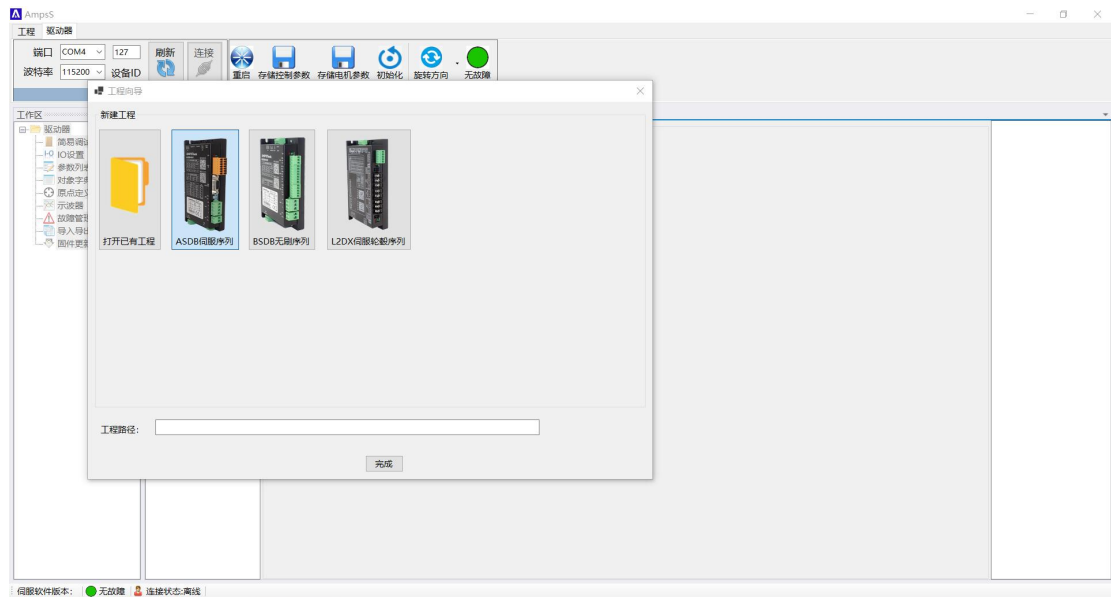 AmpsS
工程 驱动器
端口 COM4 127 刷新 连接
波特率 115200 设备ID
重启 存储控制参数 存储电机参数 初始化 旋转方向 无故障
工程向导
工作区
新建工程
驱动器
简易调
IO设置
参数列
对象字
原点定
示波器
故障管
导入导
固件更
打开已有工程 ASDB伺服序列 BSDB无刷序列 L2DX伺服轮毂序列
工程路径:
完成
伺服软件版本: 无故障 连接状态:离线